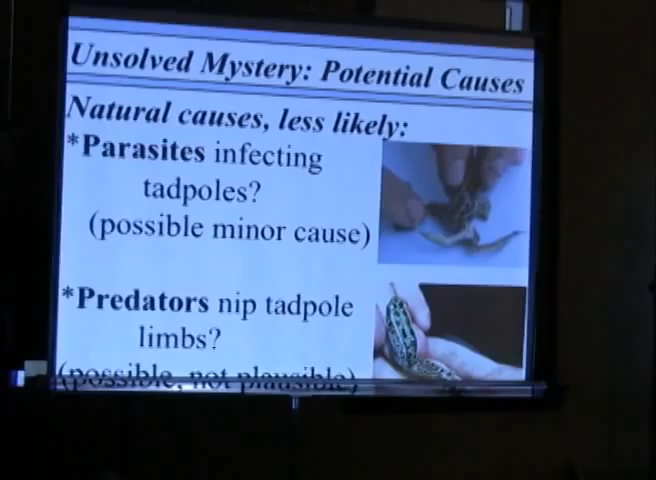 Unsolved Mystery: Potential Causes
Natural causes, less likely:
*Parasites infecting
tadpoles?
(possible minor cause)
*Predators nip tadpole
limbs?
(possible, not plausible)